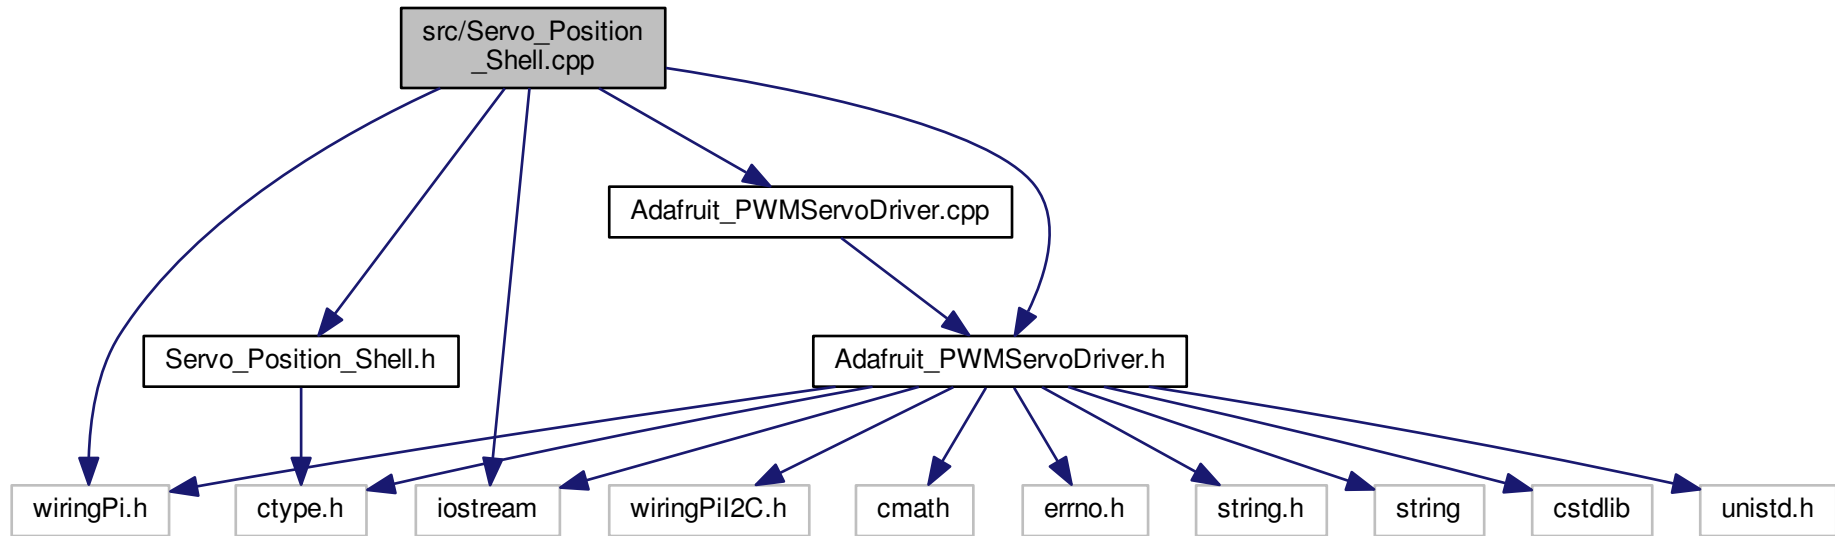 src/Servo_Position
_Shell.cpp
Adafruit_PWMServoDriver.cpp
Servo_Position_Shell.h
Adafruit_PWMServoDriver.h
wiringPi.h
ctype.h
iostream
wiringPiI2C.h
cmath
errno.h
string.h
string
cstdlib
unistd.h